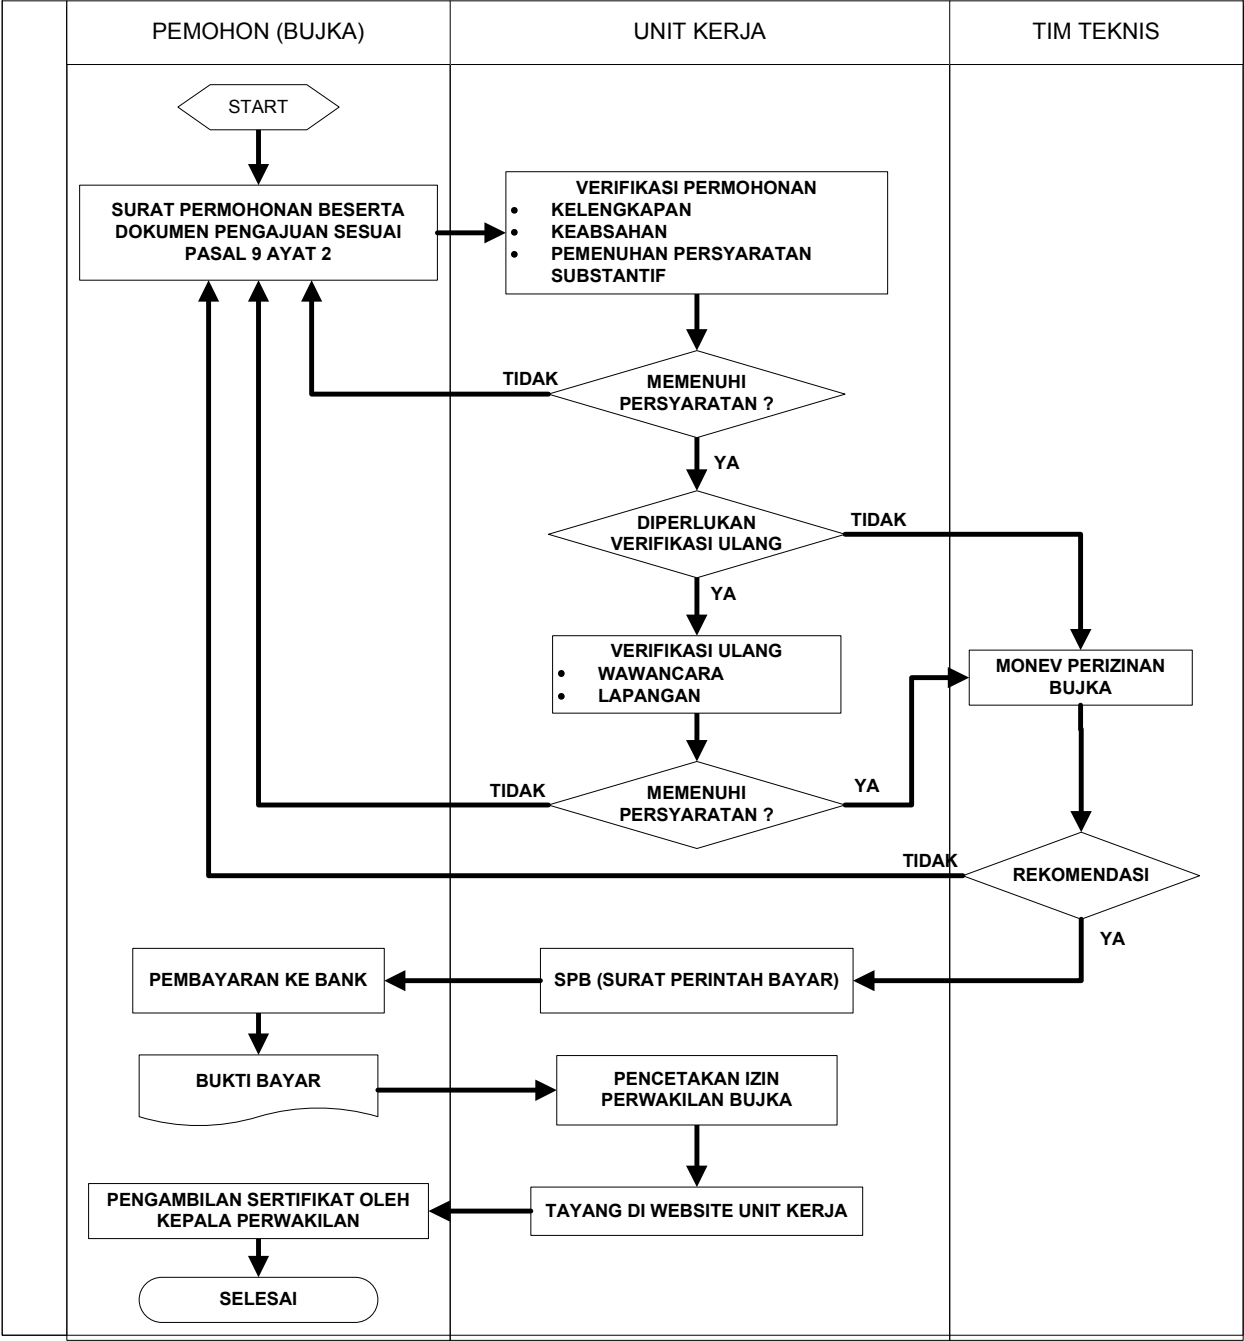 PEMOHON (BUJKA)
UNIT KERJA
TIM TEKNIS
START
SURAT PERMOHONAN BESERTA
DOKUMEN PENGAJUAN SESUAI
PASAL 9 AYAT 2
VERIFIKASI PERMOHONAN
• KELENGKAPAN
• KEABSAHAN
• PEMENUHAN PERSYARATAN
SUBSTANTIF
TIDAK
MEMENUHI
PERSYARATAN ?
YA
DIPERLUKAN
VERIFIKASI ULANG
TIDAK
YA
VERIFIKASI ULANG
• WAWANCARA
• LAPANGAN
MONEV PERIZINAN
BUJKA
TIDAK
MEMENUHI
PERSYARATAN ?
YA
TIDAK
REKOMENDASI
YA
PEMBAYARAN KE BANK
SPB (SURAT PERINTAH BAYAR)
BUKTI BAYAR
PENCETAKAN IZIN
PERWAKILAN BUJKA
PENGAMBILAN SERTIFIKAT OLEH
KEPALA PERWAKILAN
TAYANG DI WEBSITE UNIT KERJA
SELESAI